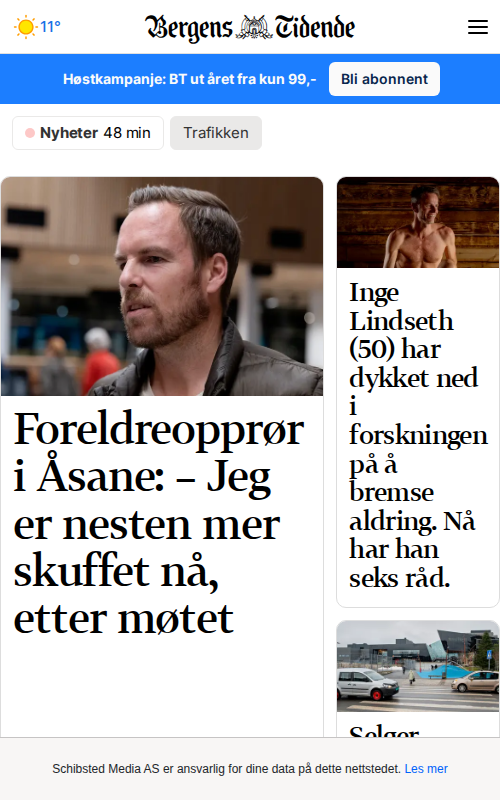 11°
Bergens Tidende
Høstkampanje: BT ut året fra kun 99,-
Bli abonnent
Nyheter 48 min
Trafikken
Foreldreopprør
i Åsane: – Jeg
er nesten mer
skuffet nå,
etter møtet
Inge
Lindseth
(50) har
dykket ned
i
forskningen
på å
bremse
aldring. Nå
har han
seks råd.
Selger
Schibsted Media AS er ansvarlig for dine data på dette nettstedet. Les mer